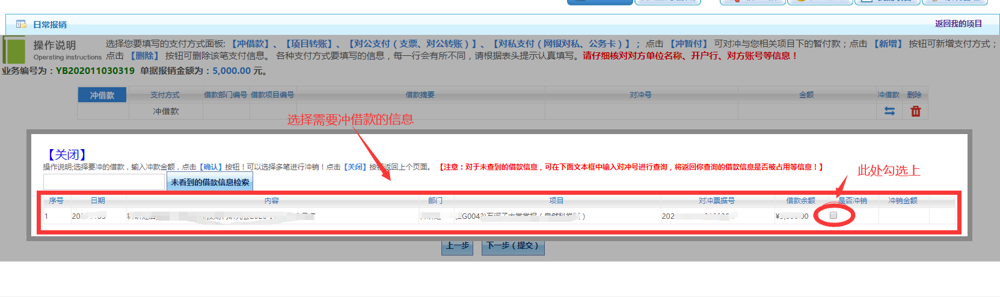 日常报销
返回我的项目
操作说明
Operating instructions
选择您要填写的支付方式面板:【冲借款】、【项目转账】、【对公支付（支票、对公转账）】、【对私支付（网银对私、公务卡）】；点击【冲暂付】按钮可对冲与您相关项目下的暂付款；点击【新增】按钮可新增支付方式；
点击【删除】按钮可删除该笔支付信息。各种支付方式要填写的信息，每一行会有所不同，请根据表头提示认真填写。请仔细核对对方单位名称、开户行、对方账号等信息！
业务编号为：YB202011030319 单据报销金额为：5,000.00 元。
冲借款 支付方式 借款部门编号 借款项目编号 借款摘要 对冲号 金额 冲借款 删除
冲借款
选择需要冲借款的信息
【关闭】
操作说明;选择要冲的借款，输入冲款金额，点击【确认】按钮！可以选择多笔进行冲销！点击【关闭】按钮返回上个页面。【注意：对于未查到的借款信息，可在下面文本框中输入对冲号进行查询，将返回你查询的借款信息是否被占用等信息！】
此处勾选上
未看到的借款信息检索
序号 日期 内容 部门 项目 对冲票据号 借款余额 是否冲销 冲销金额
1
上一步 下一步（提交）